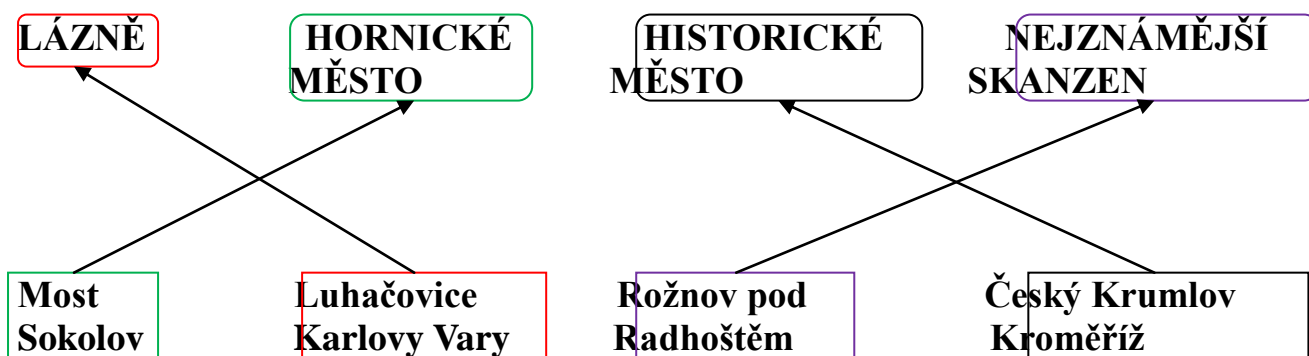 LÁZNĚ HORNICKÉ HISTORICKÉ NEJZNÁMĚJŠÍ
MĚSTO MĚSTO SKANZEN
Most Luhačovice Rožnov pod Český Krumlov
Sokolov Karlovy Vary Radhoštěm Kroměříž